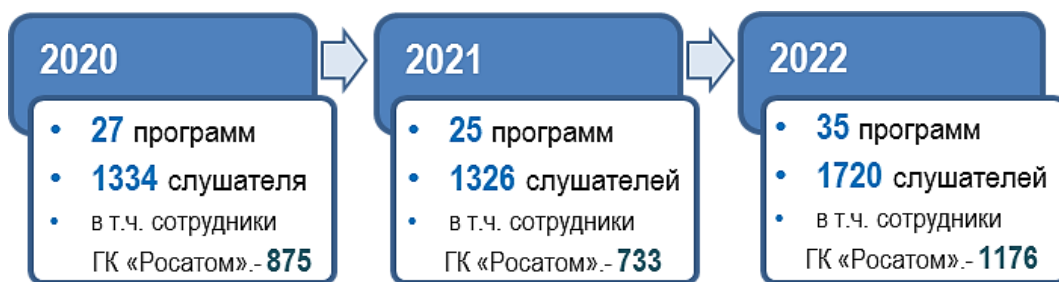 2020
• 27 программ
• 1334 слушателя
• в т.ч. сотрудники
ГК «Росатом».- 875
2021
• 25 программ
• 1326 слушателей
• в т.ч. сотрудники
ГК «Росатом».- 733
2022
• 35 программ
• 1720 слушателей
• в т.ч. сотрудники
ГК «Росатом».- 1176